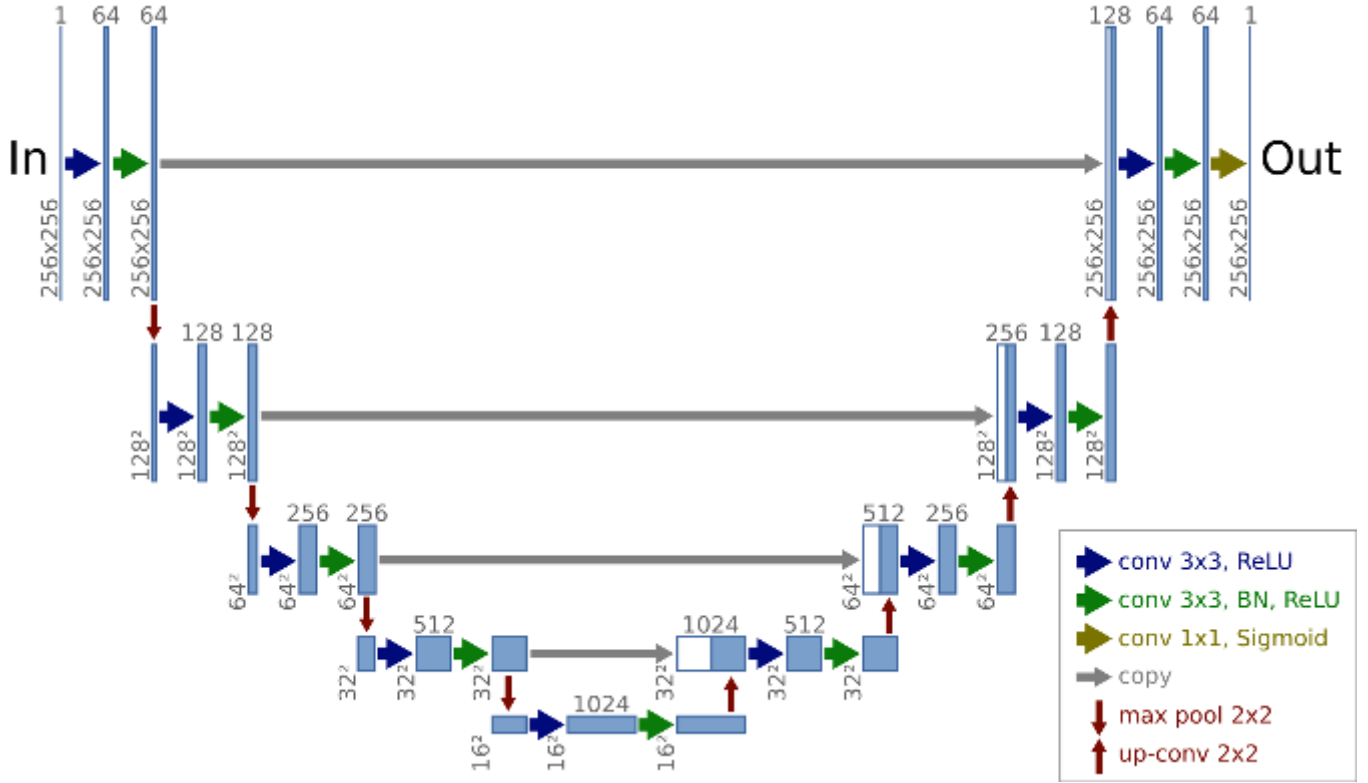 1 64 64
128 64 64 1
In
Out
256x256 256x256 256x256
256x256 256x256 256x256 256x256
128 128
256 128
128² 128² 128²
128² 128² 128²
256 256
512 256
64² 64² 64²
64² 64² 64²
512
1024 512
32² 32² 32²
32² 32² 32²
1024
16² 16² 16²
conv 3x3, ReLU
conv 3x3, BN, ReLU
conv 1x1, Sigmoid
copy
max pool 2x2
up-conv 2x2